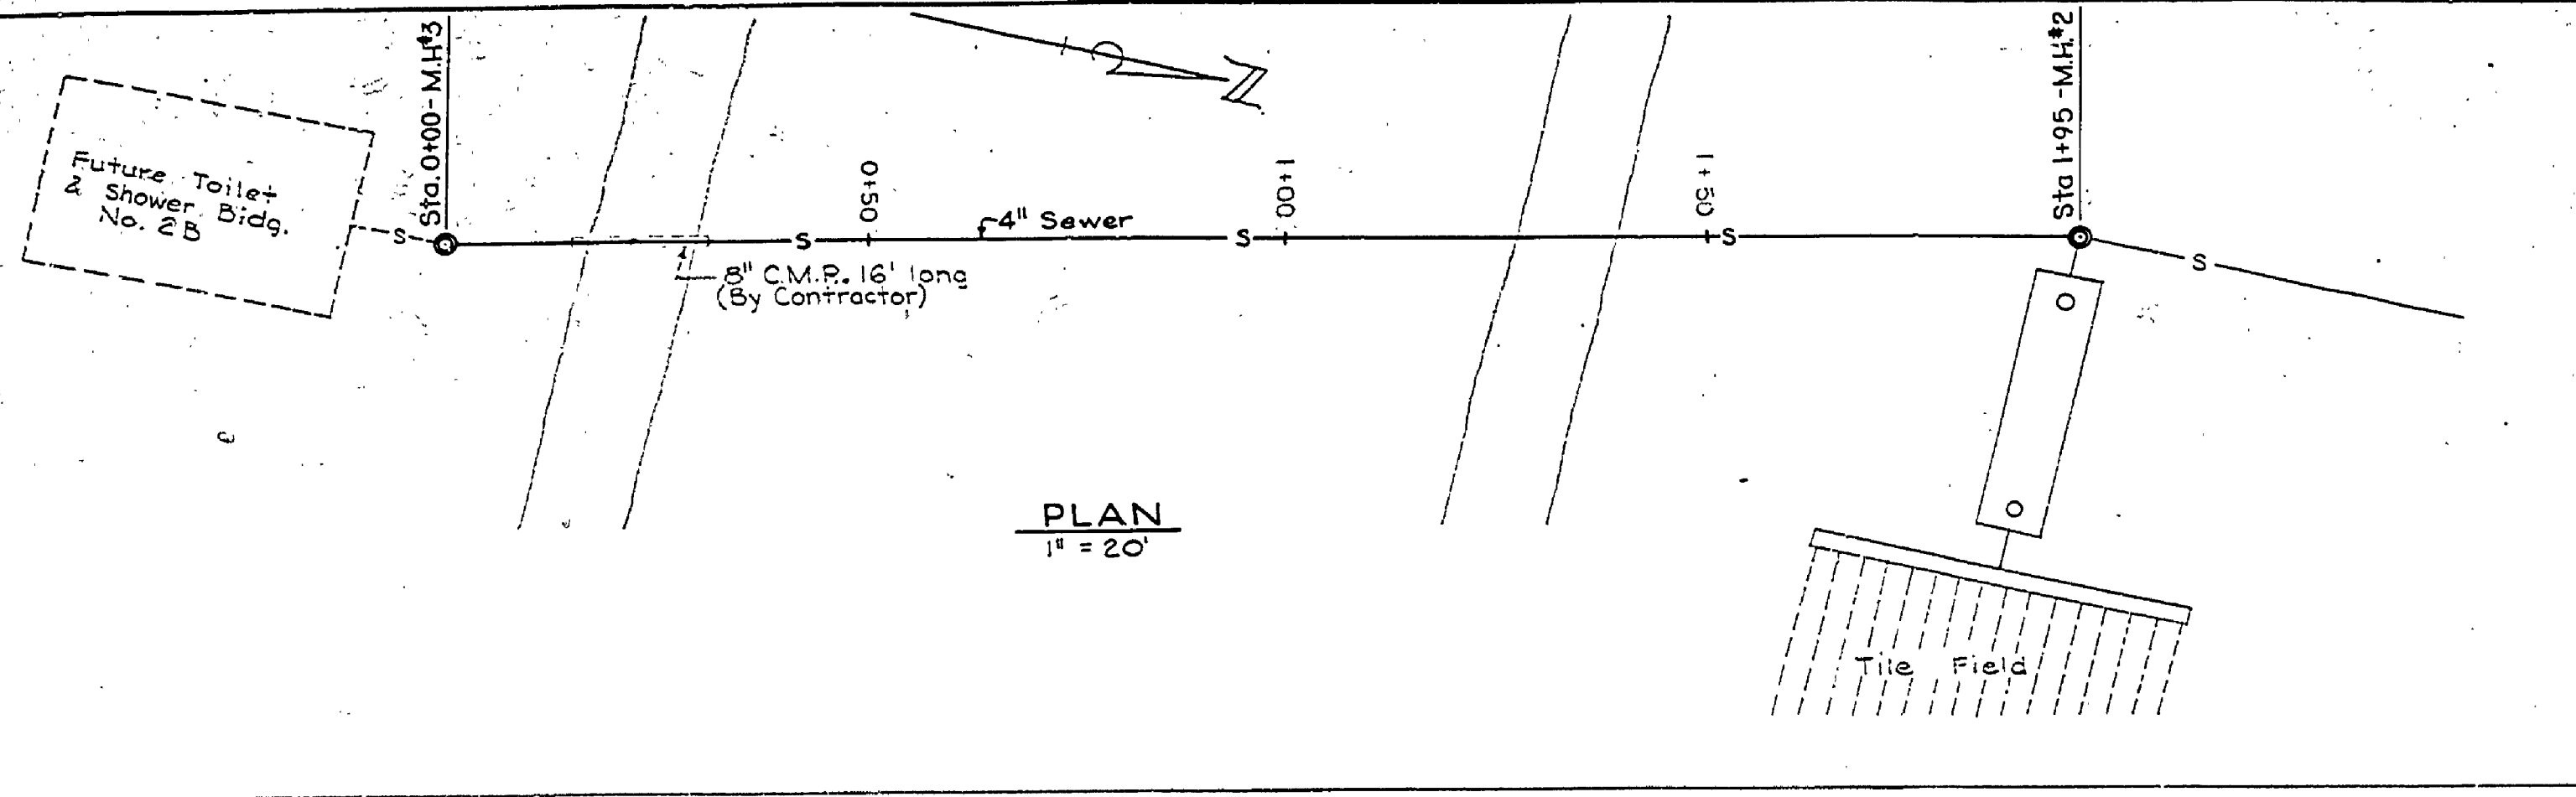 Sta. 0+00 - M.H.#3
Sta 1+95 - M.H.#2
N
Future Toilet
& Shower Bldg.
No. 2B
S
0+50
4" Sewer
S
1+00
S
1+50
S
S
8" C.M.P. 16' long
(By Contractor)
PLAN
1" = 20'
Tile Field